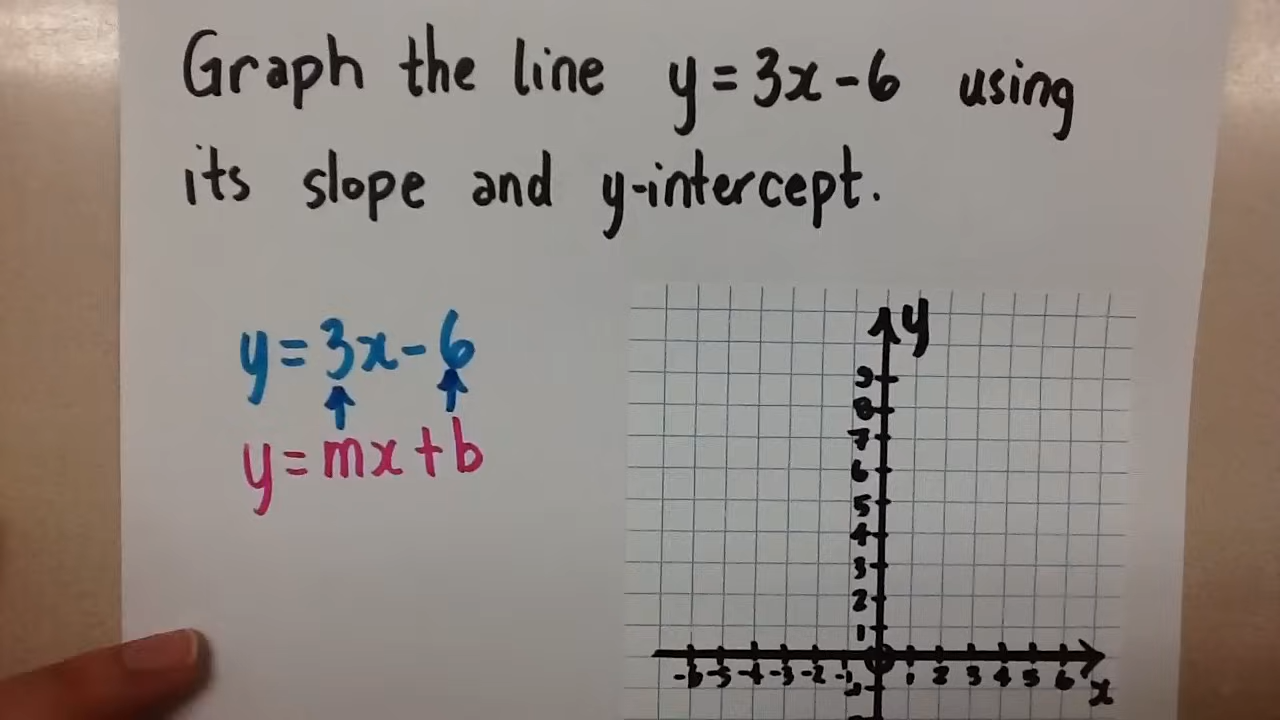 Graph the line y = 3x - 6 using
its slope and y-intercept.
y = 3x - 6
y = mx + b
y
9
8
7
6
5
4
3
2
1
-6 -5 -4 -3 -2 -1 0 1 2 3 4 5 6
x